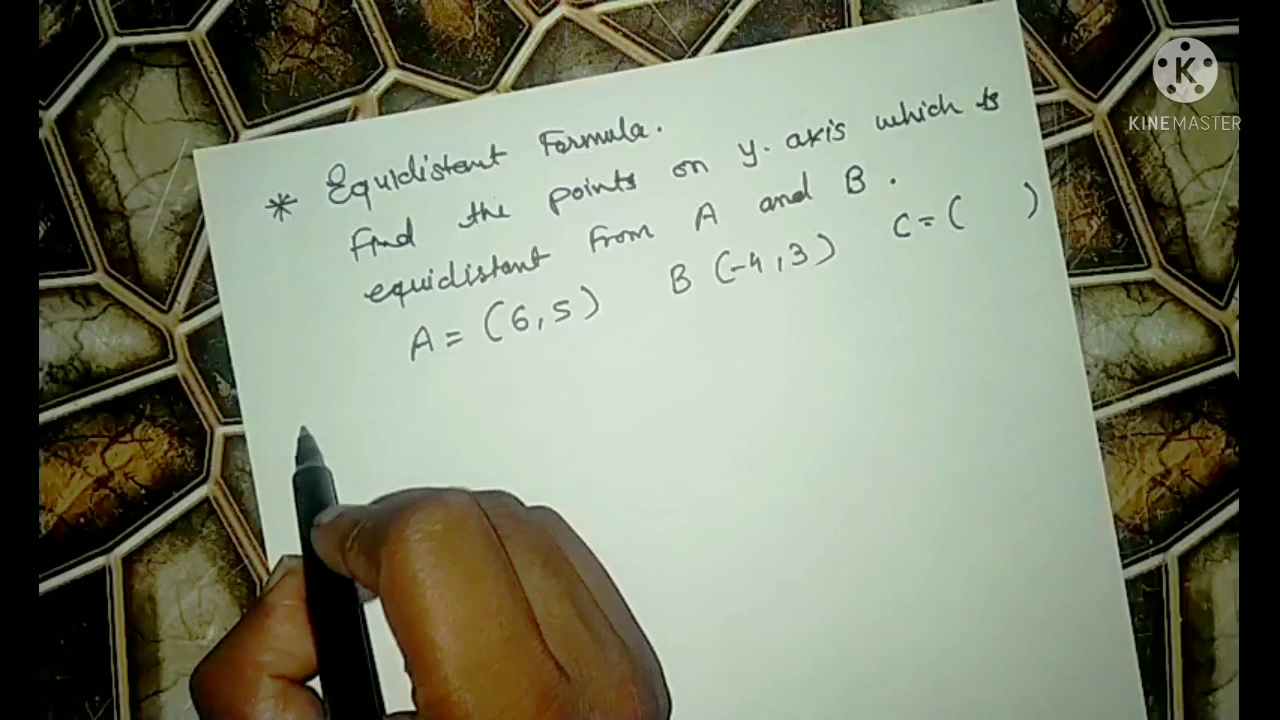 * Equidistant Formula.
Find the points on y. axis which is
equidistant from A and B.
A = (6,5) B (-4,3) C = ( )
K
KINEMASTER